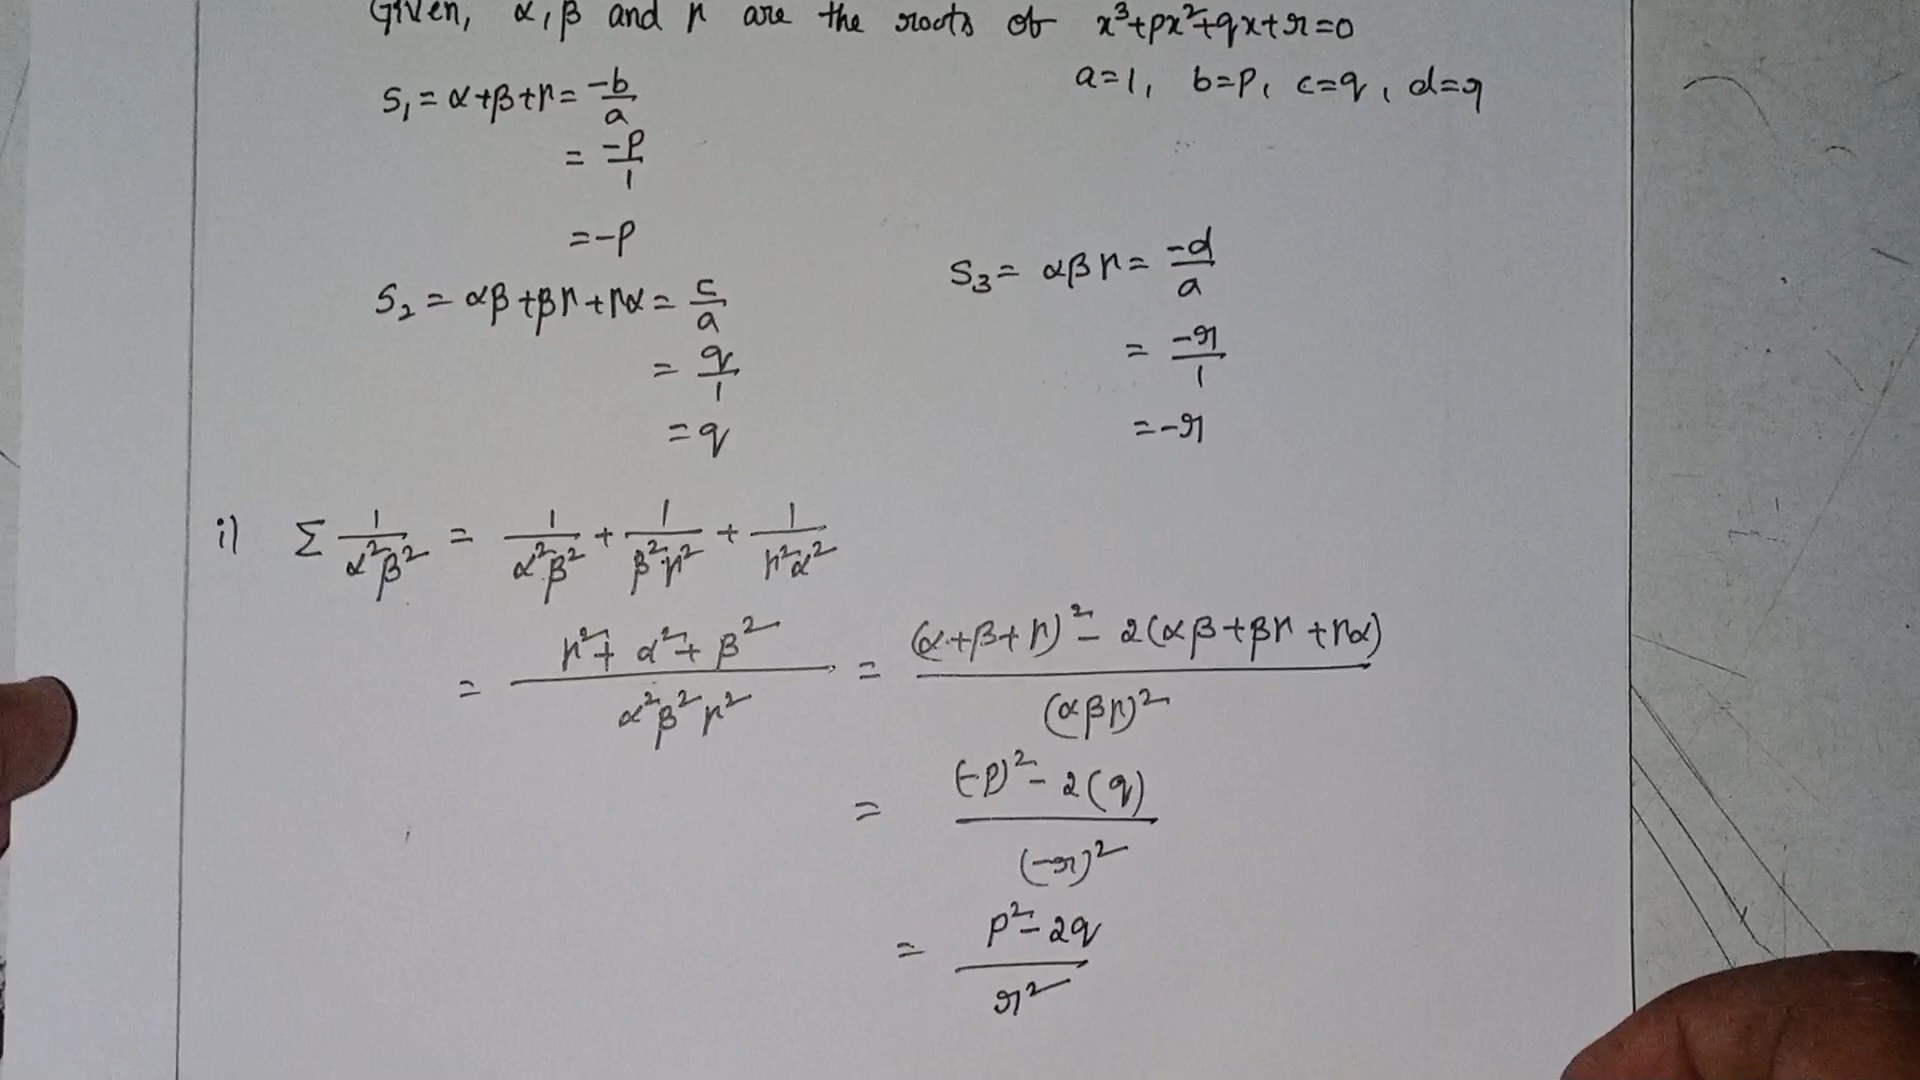 Given, α, β and γ are the roots of x³+px²+qx+r=0
a=1, b=p, c=q, d=r
S₁ = α+β+γ = -b/a
= -p/1
= -p
S₂ = αβ+βγ+γα = c/a
= q/1
= q
S₃ = αβγ = -d/a
= -r/1
= -r
i) Σ 1/α²β² = 1/α²β² + 1/β²γ² + 1/γ²α²
= (γ²+α²+β²)/α²β²γ² = ((α+β+γ)² - 2(αβ+βγ+γα))/(αβγ)²
= ((-p)² - 2(q))/(-r)²
= (p² - 2q)/r²